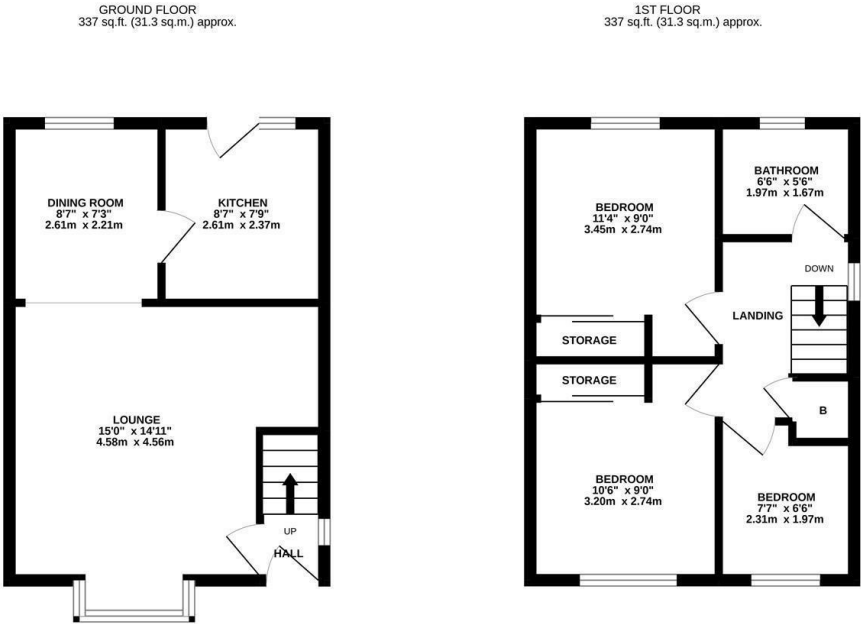 GROUND FLOOR
337 sq.ft. (31.3 sq.m.) approx.
1ST FLOOR
337 sq.ft. (31.3 sq.m.) approx.
DINING ROOM
8'7" x 7'3"
2.61m x 2.21m
KITCHEN
8'7" x 7'9"
2.61m x 2.37m
LOUNGE
15'0" x 14'11"
4.58m x 4.56m
UP
HALL
BEDROOM
11'4" x 9'0"
3.45m x 2.74m
BATHROOM
6'6" x 5'6"
1.97m x 1.67m
DOWN
LANDING
STORAGE
STORAGE
B
BEDROOM
10'6" x 9'0"
3.20m x 2.74m
BEDROOM
7'7" x 6'6"
2.31m x 1.97m